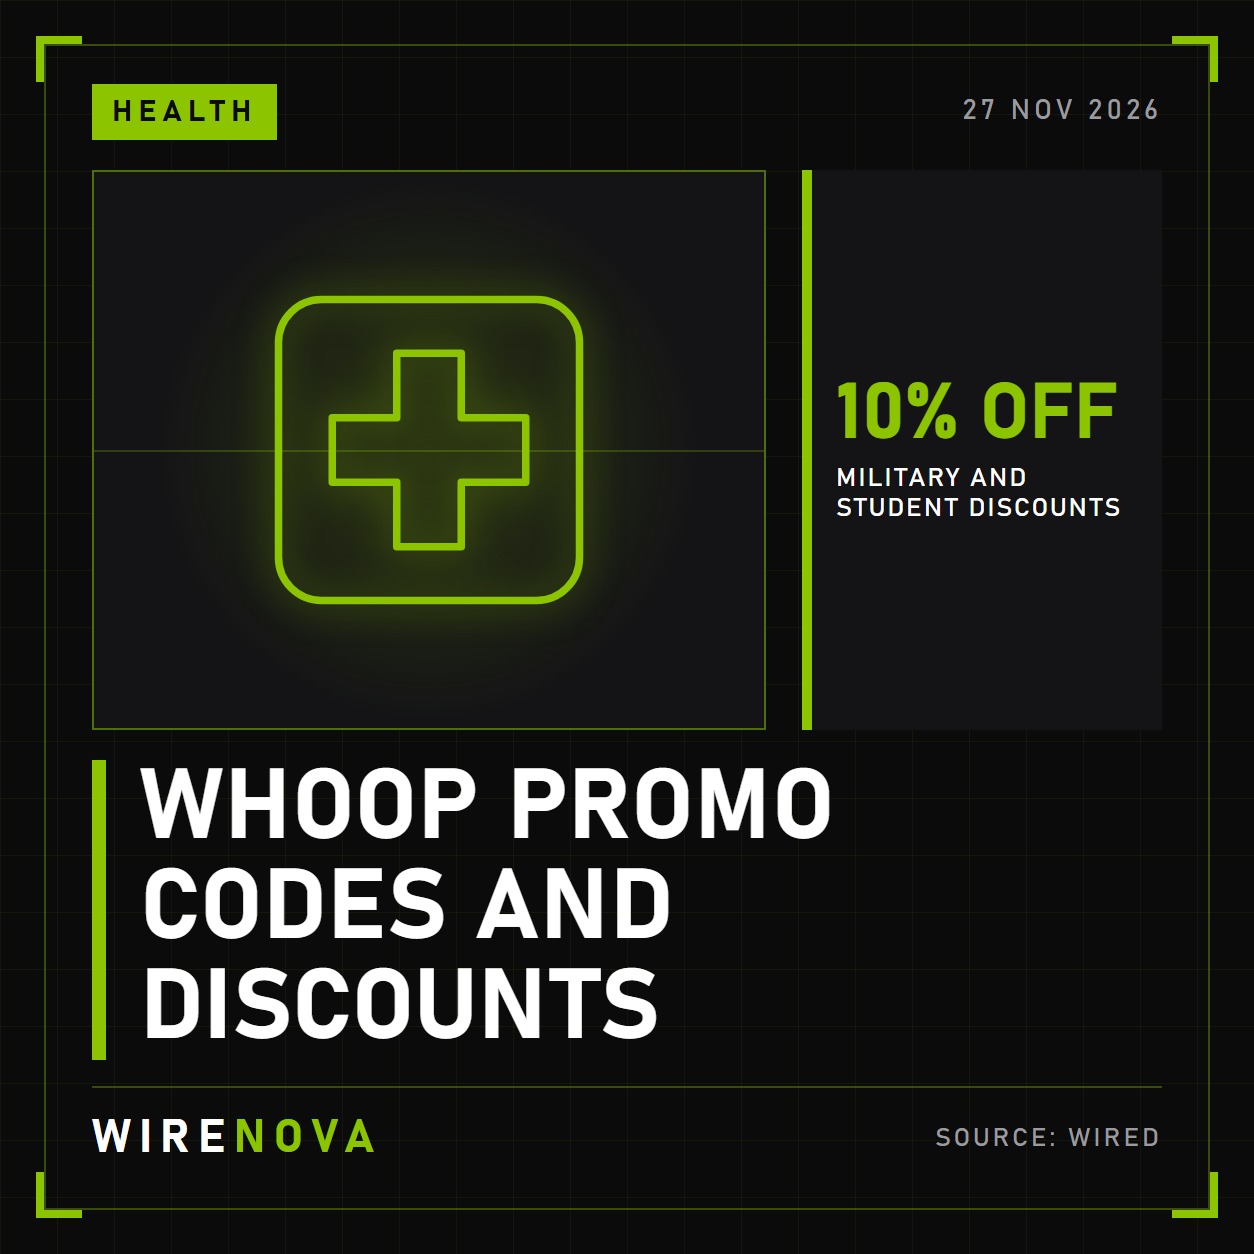 HEALTH
27 NOV 2026
10% OFF
MILITARY AND
STUDENT DISCOUNTS
WHOOP PROMO
CODES AND
DISCOUNTS
WIRENOVA
SOURCE: WIRED